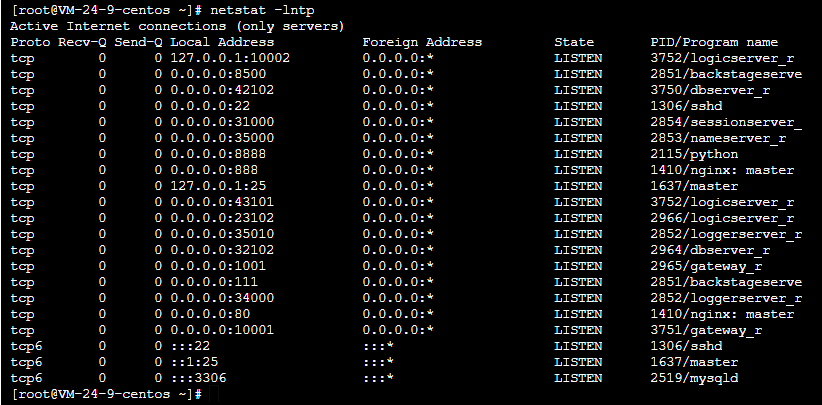 [root@VM-24-9-centos ~]# netstat -lntp
Active Internet connections (only servers)
Proto Recv-Q Send-Q Local Address           Foreign Address         State       PID/Program name
tcp        0      0 127.0.0.1:10002         0.0.0.0:*               LISTEN      3752/logicserver_r
tcp        0      0 0.0.0.0:8500            0.0.0.0:*               LISTEN      2851/backstageserve
tcp        0      0 0.0.0.0:42102           0.0.0.0:*               LISTEN      3750/dbserver_r
tcp        0      0 0.0.0.0:22              0.0.0.0:*               LISTEN      1306/sshd
tcp        0      0 0.0.0.0:31000           0.0.0.0:*               LISTEN      2854/sessionserver_
tcp        0      0 0.0.0.0:35000           0.0.0.0:*               LISTEN      2853/nameserver_r
tcp        0      0 0.0.0.0:8888            0.0.0.0:*               LISTEN      2115/python
tcp        0      0 0.0.0.0:888             0.0.0.0:*               LISTEN      1410/nginx: master
tcp        0      0 127.0.0.1:25            0.0.0.0:*               LISTEN      1637/master
tcp        0      0 0.0.0.0:43101           0.0.0.0:*               LISTEN      3752/logicserver_r
tcp        0      0 0.0.0.0:23102           0.0.0.0:*               LISTEN      2966/logicserver_r
tcp        0      0 0.0.0.0:35010           0.0.0.0:*               LISTEN      2852/loggerserver_r
tcp        0      0 0.0.0.0:32102           0.0.0.0:*               LISTEN      2964/dbserver_r
tcp        0      0 0.0.0.0:1001            0.0.0.0:*               LISTEN      2965/gateway_r
tcp        0      0 0.0.0.0:111             0.0.0.0:*               LISTEN      2851/backstageserve
tcp        0      0 0.0.0.0:34000           0.0.0.0:*               LISTEN      2852/loggerserver_r
tcp        0      0 0.0.0.0:80              0.0.0.0:*               LISTEN      1410/nginx: master
tcp        0      0 0.0.0.0:10001           0.0.0.0:*               LISTEN      3751/gateway_r
tcp6       0      0 :::22                   :::*                    LISTEN      1306/sshd
tcp6       0      0 ::1:25                  :::*                    LISTEN      1637/master
tcp6       0      0 :::3306                 :::*                    LISTEN      2519/mysqld
[root@VM-24-9-centos ~]#